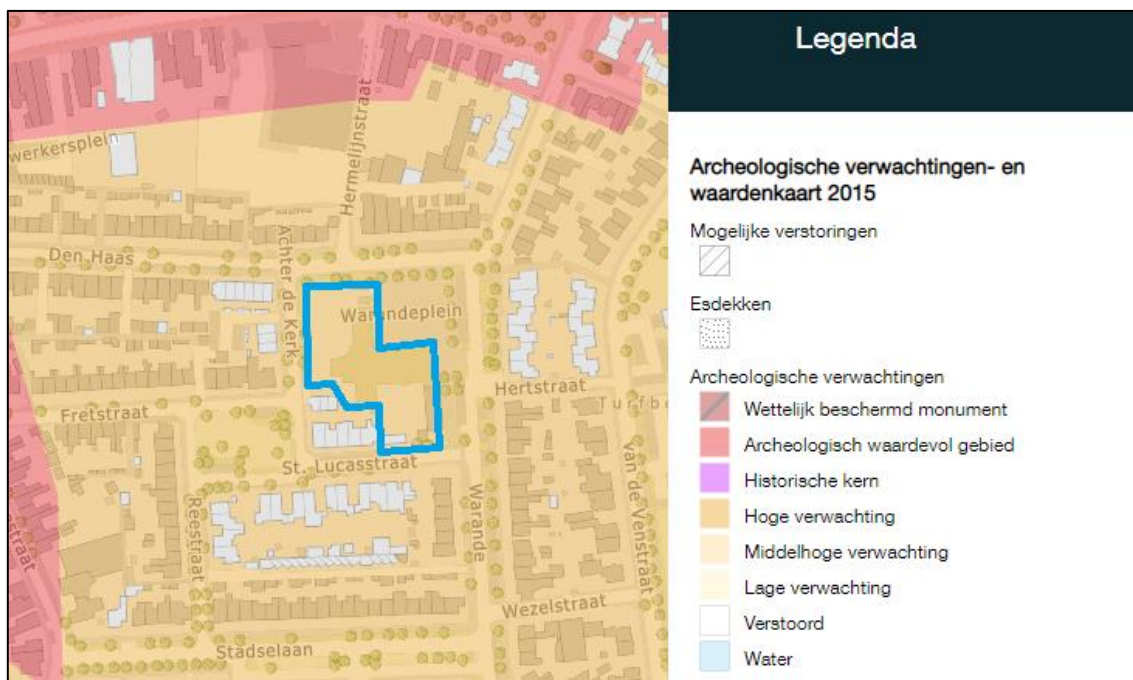 Legenda
Archeologische verwachtingen- en
waardenkaart 2015
Mogelijke verstoringen
Esdekken
Archeologische verwachtingen
Wettelijk beschermd monument
Archeologisch waardevol gebied
Historische kern
Hoge verwachting
Middelhoge verwachting
Lage verwachting
Verstoord
Water
werkersplein
Hermelijnstraat
Den Haas
Achter de Kerk
Warandeplein
Hertstraat
Turfbe
Fretstraat
St. Lucasstraat
Reestraat
Warande
Van de Venstraat
Wezelstraat
Stadselaan
straat